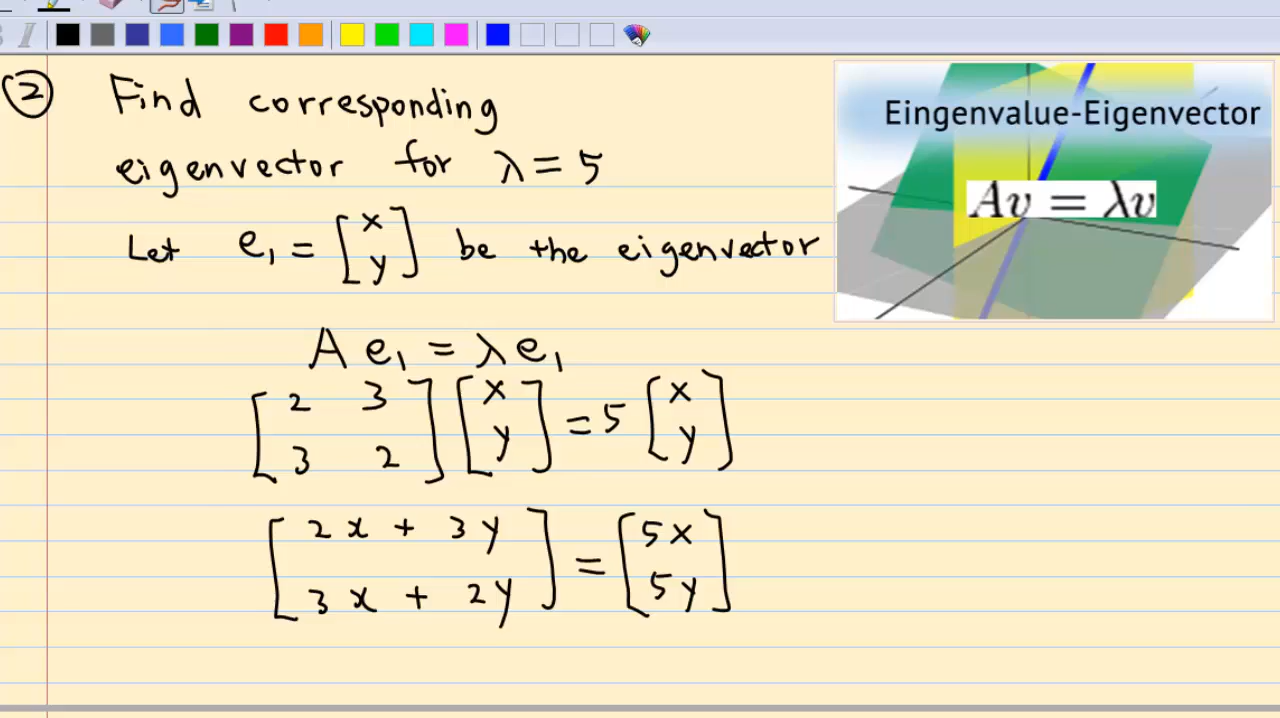 ② Find corresponding
eigenvector for λ = 5
Let e₁ = [x y] be the eigenvector
A e₁ = λ e₁
[2 3 3 2] [x y] = 5 [x y]
[2x + 3y 3x + 2y] = [5x 5y]
Eingenvalue-Eigenvector
Av = λv